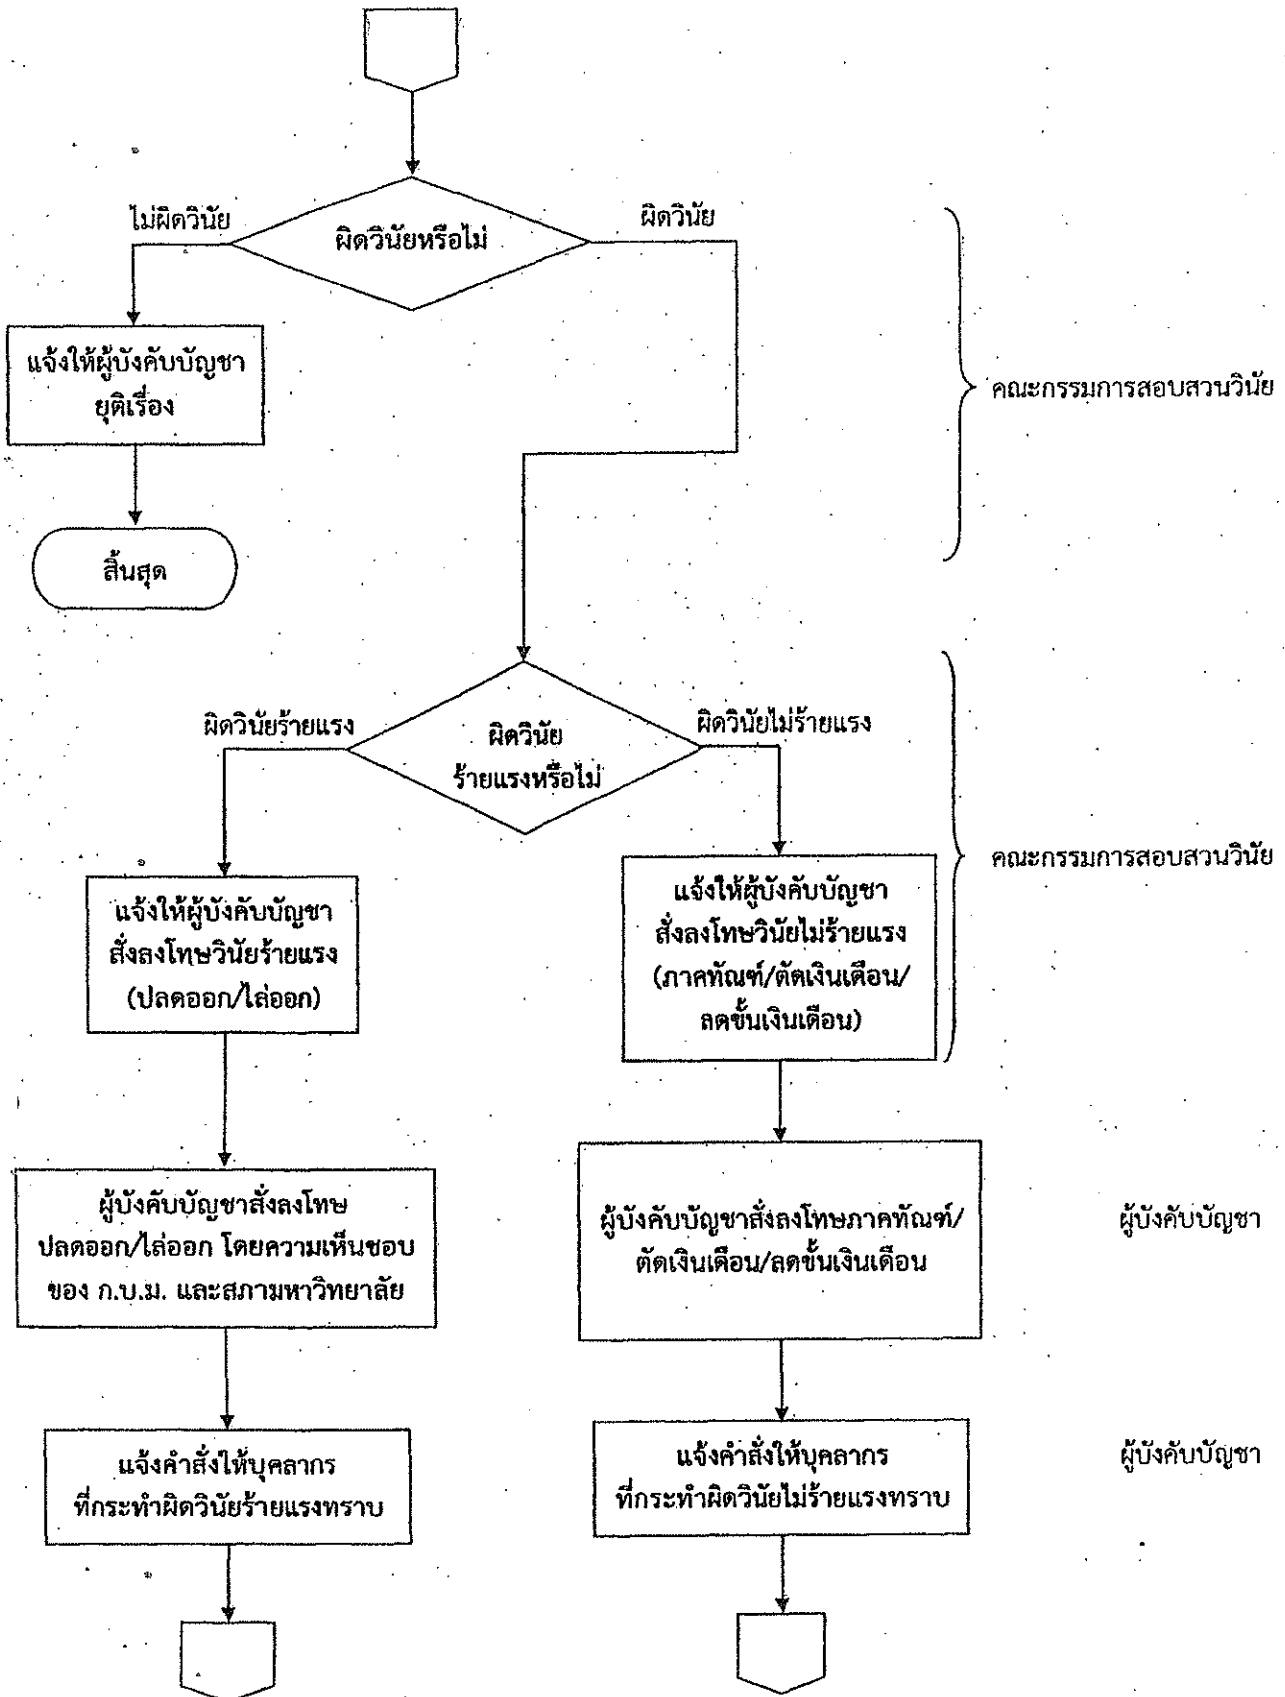 ไม่ผิดวินัย
ผิดวินัยหรือไม่
ผิดวินัย
แจ้งให้ผู้บังคับบัญชา
ยุติเรื่อง
คณะกรรมการสอบสวนวินัย
สิ้นสุด
ผิดวินัยร้ายแรง
ผิดวินัย
ร้ายแรงหรือไม่
ผิดวินัยไม่ร้ายแรง
คณะกรรมการสอบสวนวินัย
แจ้งให้ผู้บังคับบัญชา
สั่งลงโทษวินัยร้ายแรง
(ปลดออก/ไล่ออก)
แจ้งให้ผู้บังคับบัญชา
สั่งลงโทษวินัยไม่ร้ายแรง
(ภาคทัณฑ์/ตัดเงินเดือน/
ลดขั้นเงินเดือน)
ผู้บังคับบัญชาสั่งลงโทษ
ปลดออก/ไล่ออก โดยความเห็นชอบ
ของ ก.บ.ม. และสภามหาวิทยาลัย
ผู้บังคับบัญชาสั่งลงโทษภาคทัณฑ์/
ตัดเงินเดือน/ลดขั้นเงินเดือน
ผู้บังคับบัญชา
แจ้งคำสั่งให้บุคลากร
ที่กระทำผิดวินัยร้ายแรงทราบ
แจ้งคำสั่งให้บุคลากร
ที่กระทำผิดวินัยไม่ร้ายแรงทราบ
ผู้บังคับบัญชา